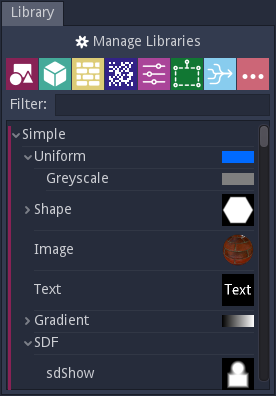 Library
Manage Libraries
Filter:
Simple
Uniform
Greyscale
Shape
Image
Text
Text
Gradient
SDF
sdShow